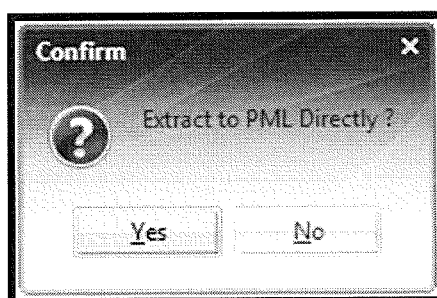 Confirm
Extract to PML Directly ?
Yes
No